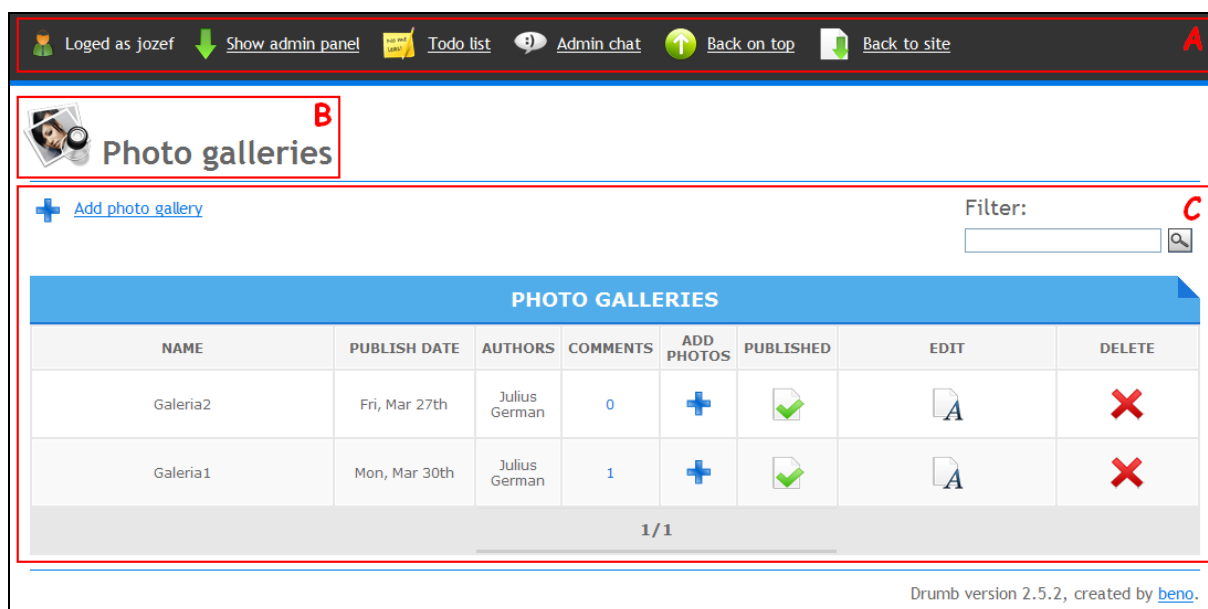 Loged as jozef Show admin panel Todo list Admin chat Back on top Back to site A
B
Photo galleries
Add photo gallery Filter: C
PHOTO GALLERIES
NAME PUBLISH DATE AUTHORS COMMENTS ADD PHOTOS PUBLISHED EDIT DELETE
Galeria2 Fri, Mar 27th Julius German 0 A
Galeria1 Mon, Mar 30th Julius German 1 A
1/1
Drumb version 2.5.2, created by beno.